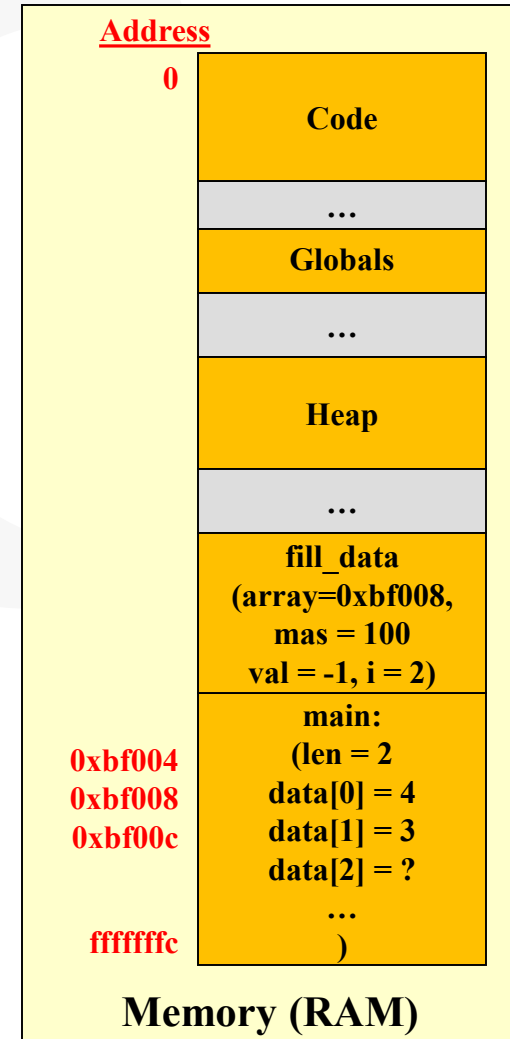 Address
0
Code
…
Globals
…
Heap
…
fill_data
(array=0xbf008,
mas = 100
val = -1, i = 2)
main:
0xbf004 (len = 2
0xbf008 data[0] = 4
0xbf00c data[1] = 3
data[2] = ?
…
fffffffc )
Memory (RAM)